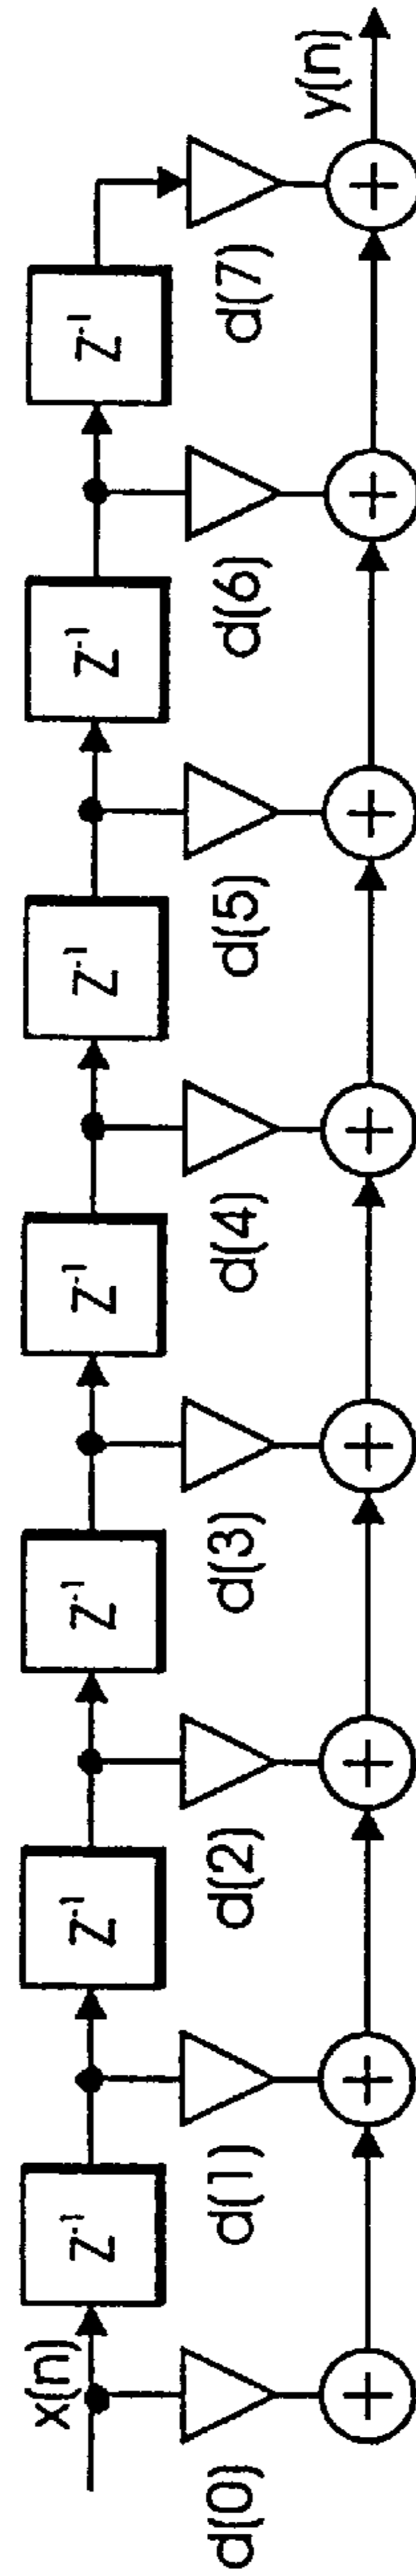 x(n)
Z-1 Z-1 Z-1 Z-1 Z-1 Z-1 Z-1
d(0) d(1) d(2) d(3) d(4) d(5) d(6) d(7)
y(n)
+ + + + + + + +